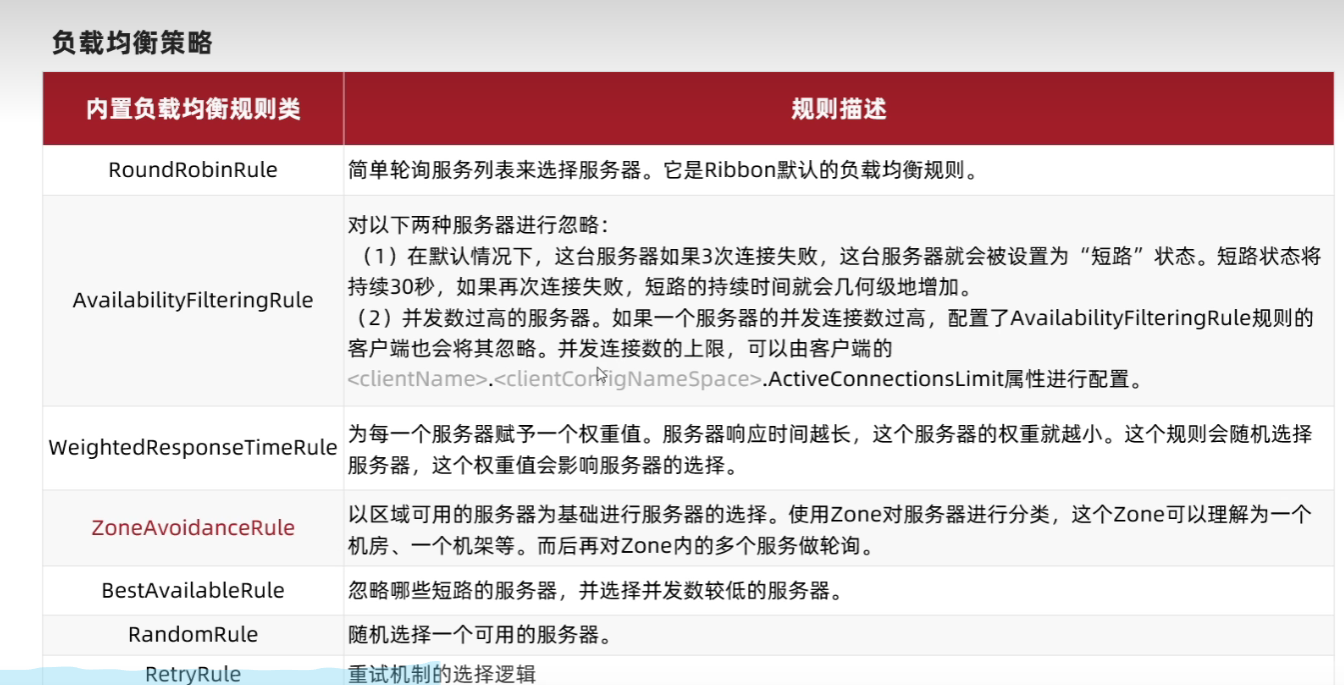 负载均衡策略
内置负载均衡规则类
规则描述
RoundRobinRule
简单轮询服务列表来选择服务器。它是Ribbon默认的负载均衡规则。
AvailabilityFilteringRule
对以下两种服务器进行忽略：
（1）在默认情况下，这台服务器如果3次连接失败，这台服务器就会被设置为“短路”状态。短路状态将
持续30秒，如果再次连接失败，短路的持续时间就会几何级地增加。
（2）并发数过高的服务器。如果一个服务器的并发连接数过高，配置了AvailabilityFilteringRule规则的
客户端也会将其忽略。并发连接数的上限，可以由客户端的
<clientName>.<clientConfigNameSpace>.ActiveConnectionsLimit属性进行配置。
WeightedResponseTimeRule
为每一个服务器赋予一个权重值。服务器响应时间越长，这个服务器的权重就越小。这个规则会随机选择
服务器，这个权重值会影响服务器的选择。
ZoneAvoidanceRule
以区域可用的服务器为基础进行服务器的选择。使用Zone对服务器进行分类，这个Zone可以理解为一个
机房、一个机架等。而后再对Zone内的多个服务做轮询。
BestAvailableRule
忽略哪些短路的服务器，并选择并发数较低的服务器。
RandomRule
随机选择一个可用的服务器。
RetryRule
重试机制的选择逻辑